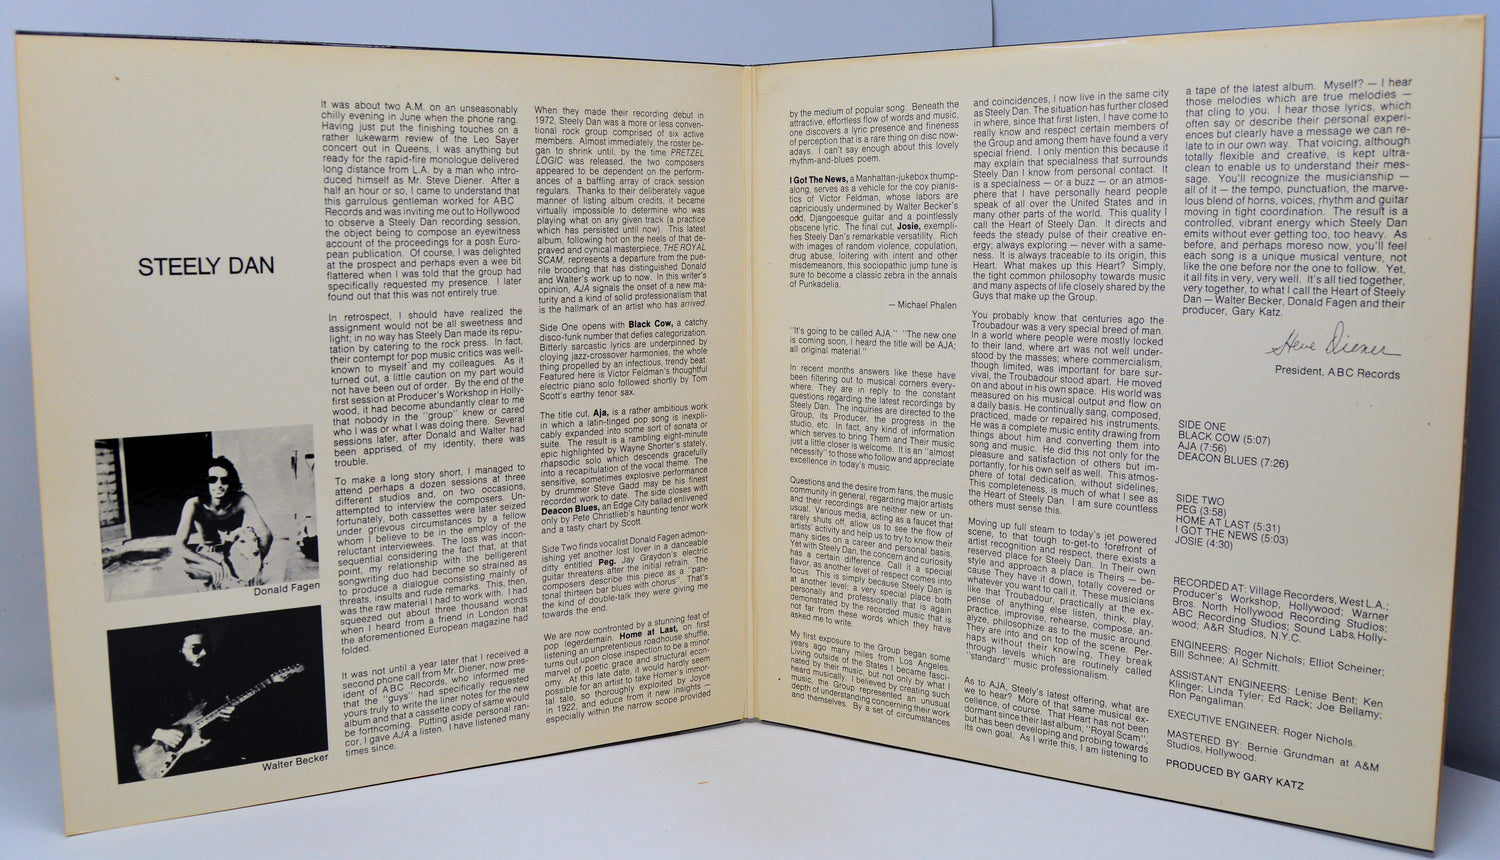 STEELY DAN
Donald Fagen
Walter Becker
It was about two A.M. on an unseasonably
chilly evening in June when the phone rang.
Having just put the finishing touches on a
rather lukewarm review of the Leo Sayer
concert out in Queens, I was anything but
ready for the rapid-fire monologue delivered
long distance from L.A. by a man who intro-
duced himself as Mr. Steve Diener. After a
half an hour or so, I came to understand that
this garrulous gentleman worked for ABC
Records and was inviting me out to Hollywood
to observe a Steely Dan recording session,
the object being to compose an eyewitness
account of the proceedings for a posh Euro-
pean publication. Of course, I was delighted
at the prospect and perhaps even a wee bit
flattered when I was told that the group had
specifically requested my presence. I later
found out that this was not entirely true.
In retrospect, I should have realized the
assignment would not be all sweetness and
light; in no way has Steely Dan made its repu-
tation by catering to the rock press. In fact,
their contempt for pop music critics was well-
known to myself and my colleagues. As it
turned out, a little caution on my part would
not have been out of order. By the end of the
first session at Producer's Workshop in Holly-
wood, it had become abundantly clear to me
that nobody in the "group" knew or cared
who I was or what I was doing there. Several
sessions later, after Donald and Walter had
been apprised of my identity, there was
trouble.
To make a long story short, I managed to
attend perhaps a dozen sessions at three
different studios and, on two occasions,
attempted to interview the composers. Un-
fortunately, both cassettes were later seized
under grievous circumstances by a fellow
whom I believe to be in the employ of the
reluctant interviewees. The loss was incon-
sequential considering the fact that, at that
point, my relationship with the belligerent
songwriting duo had become so strained as
to produce a dialogue consisting mainly of
threats, insults and rude remarks. This, then,
was the raw material I had to work with. I had
squeezed out about three thousand words
when I heard from a friend in London that
the aforementioned European magazine had
folded.
It was not until a year later that I received a
second phone call from Mr. Diener, now pres-
ident of ABC Records, who informed me
that the "guys" had specifically requested
yours truly to write the liner notes for the new
album and that a cassette copy of same would
be forthcoming. Putting aside personal ran-
cor, I gave AJA a listen. I have listened many
times since.
When they made their recording debut in
1972, Steely Dan was a more or less conven-
tional rock group comprised of six active
members. Almost immediately, the roster be-
gan to shrink until, by the time PRETZEL
LOGIC was released, the two composers
appeared to be dependent on the perform-
ances of a baffling array of crack session
regulars. Thanks to their deliberately vague
manner of listing album credits, it became
virtually impossible to determine who was
playing what on any given track (a practice
which has persisted until now). This latest
album, following hot on the heels of that de-
praved and cynical masterpiece, THE ROYAL
SCAM, represents a departure from the pue-
rile brooding that has distinguished Donald
and Walter's work up to now. In this writer's
opinion, AJA signals the onset of a new ma-
turity and a kind of solid professionalism that
is the hallmark of an artist who has arrived.
Side One opens with Black Cow, a catchy
disco-funk number that defies categorization.
Bitterly sarcastic lyrics are underpinned by
cloying jazz-crossover harmonies, the whole
thing propelled by an infectious, trendy beat.
Featured here is Victor Feldman's thoughtful
electric piano solo followed shortly by Tom
Scott's earthy tenor sax.
The title cut, Aja, is a rather ambitious work
in which a latin-tinged pop song is inexpli-
cably expanded into some sort of sonata or
suite. The result is a rambling eight-minute
epic highlighted by Wayne Shorter's stately,
rhapsodic solo which descends gracefully
into a recapitulation of the vocal theme. The
sensitive, sometimes explosive performance
by drummer Steve Gadd may be his finest
recorded work to date. The side closes with
Deacon Blues, an Edge City ballad enlivened
only by Pete Christlieb's haunting tenor work
and a tasty chart by Scott.
Side Two finds vocalist Donald Fagen admon-
ishing yet another lost lover in a danceable
ditty entitled Peg. Jay Graydon's electric
guitar threatens after the initial refrain. The
composers describe this piece as a "pan-
tonal thirteen bar blues with chorus". That's
the kind of double-talk they were giving me
towards the end.
We are now confronted by a stunning feat of
pop legerdemain. Home at Last, on first
listening an unpretentious roadhouse shuffle,
turns out upon close inspection to be a minor
marvel of poetic grace and structural econ-
omy. At this late date, it would hardly seem
possible for an artist to take Homer's immor-
tal tale, so thoroughly exploited by Joyce
in 1922, and educe from it new insights –
especially within the narrow scope provided
by the medium of popular song. Beneath the
attractive, effortless flow of words and music,
one discovers a lyric presence and fineness
of perception that is a rare thing on disc now-
adays. I can't say enough about this lovely
rhythm-and-blues poem.
I Got The News, a Manhattan-jukebox thump-
along, serves as a vehicle for the coy pianis-
tics of Victor Feldman, whose labors are
capriciously undermined by Walter Becker's
odd, Djangoesque guitar and a pointlessly
obscene lyric. The final cut, Josie, exempli-
fies Steely Dan's remarkable versatility. Rich
with images of random violence, copulation,
drug abuse, loitering with intent and other
misdemeanors, this sociopathic jump tune is
sure to become a classic zebra in the annals
of Punkadelia.
— Michael Phalen
"It's going to be called AJA." "The new one
is coming soon, I heard the title will be AJA;
all original material."
In recent months answers like these have
been filtering out to musical corners every-
where. They are in reply to the constant
questions regarding the latest recordings by
Steely Dan. The inquiries are directed to the
Group, its Producer, the progress in the
studio, etc. In fact, any kind of information
which serves to bring Them and Their music
just a little closer is welcome. It is an "almost
necessity" to those who follow and appreciate
excellence in today's music.
Questions and the desire from fans, the music
community in general, regarding major artists
and their recordings are neither new or un-
usual. Various media, acting as a faucet that
rarely shuts off, allow us to see the flow of
artists' activity and help us to try to know their
many sides on a career and personal basis.
Yet with Steely Dan, the concern and curiosity
has a certain difference. Call it a special
flavor, as another level of respect comes into
focus. This is simply because Steely Dan is
at another level; a very special place both
personally and professionally that is again
demonstrated by the recorded music that is
not far from these words which they have
asked me to write.
My first exposure to the Group began some
years ago many miles from Los Angeles.
Living outside of the States I became fasci-
nated by their music, but not only by what I
heard musically. I believed by creating such
music, the Group represented an unusual
depth of understanding concerning their work
and themselves. By a set of circumstances
and coincidences, I now live in the same city
as Steely Dan. The situation has further closed
in where, since that first listen, I have come to
really know and respect certain members of
the Group and among them have found a very
special friend. I only mention this because it
may explain that specialness that surrounds
Steely Dan I know from personal contact. It
is a specialness — or a buzz — or an atmos-
phere that I have personally heard people
speak of all over the United States and in
many other parts of the world. This quality I
call the Heart of Steely Dan. It directs and
feeds the steady pulse of their creative en-
ergy; always exploring — never with a same-
ness. It is always traceable to its origin, this
Heart. What makes up this Heart? Simply,
the tight common philosophy towards music
and many aspects of life closely shared by the
Guys that make up the Group.
You probably know that centuries ago the
Troubadour was a very special breed of man.
In a world where people were mostly locked
to their land, where art was not well under-
stood by the masses; where commercialism,
though limited, was important for bare sur-
vival, the Troubadour stood apart. He moved
on and about in his own space. His world was
measured on his musical output and flow on
a daily basis. He continually sang, composed,
practiced, made or repaired his instruments.
He was a complete music entity drawing from
things about him and converting them into
song and music. He did this not only for the
pleasure and satisfaction of others but im-
portantly, for his own self as well. This atmos-
phere of total dedication, without sidelines,
This completeness, is much of what I see as
the Heart of Steely Dan. I am sure countless
others must sense this.
Moving up full steam to today's jet powered
scene, to that tough to-get-to forefront of
artist recognition and respect, there exists a
reserved place for Steely Dan. In Their own
style and approach a place is Theirs — be-
cause They have it down, totally covered or
whatever you want to call it. These musicians
like that Troubadour, practically at the ex-
pense of anything else listen, think, play,
practice, improvise, rehearse, compose, an-
alyze, philosophize as to the music around.
They are into and on top of the scene. Per-
haps without their knowing, They break
through levels which are routinely called
"standard" music professionalism.
As to AJA, Steely's latest offering, what are
we to hear? More of that same musical ex-
cellence, of course. That Heart has not been
dormant since their last album, "Royal Scam",
but has been developing and probing towards
its own goal. As I write this, I am listening to
a tape of the latest album. Myself? — I hear
those melodies which are true melodies —
that cling to you. I hear those lyrics, which
often say or describe their personal experi-
ences but clearly have a message we can re-
late to in our own way. That voicing, although
totally flexible and creative, is kept ultra-
clean to enable us to understand their mes-
sage. You'll recognize the musicianship —
all of it — the tempo, punctuation, the marve-
lous blend of horns, voices, rhythm and guitar
moving in tight coordination. The result is a
controlled, vibrant energy which Steely Dan
emits without ever getting too, too heavy. As
before, and perhaps moreso now, you'll feel
each song is a unique musical venture, not
like the one before nor the one to follow. Yet,
it all fits in very, very well. It's all tied together,
very together, to what I call the Heart of Steely
Dan — Walter Becker, Donald Fagen and their
producer, Gary Katz.
Steve Diener
President, ABC Records
SIDE ONE
BLACK COW (5:07)
AJA (7:56)
DEACON BLUES (7:26)
SIDE TWO
PEG (3:58)
HOME AT LAST (5:31)
I GOT THE NEWS (5:03)
JOSIE (4:30)
RECORDED AT: Village Recorders, West L.A.;
Producer's Workshop, Hollywood; Warner
Bros. North Hollywood Recording Studios;
ABC Recording Studios; Sound Labs, Holly-
wood; A&R Studios, N.Y.C.
ENGINEERS: Roger Nichols; Elliot Scheiner;
Bill Schnee; Al Schmitt.
ASSISTANT ENGINEERS: Lenise Bent; Ken
Klinger; Linda Tyler; Ed Rack; Joe Bellamy;
Ron Pangaliman.
EXECUTIVE ENGINEER: Roger Nichols.
MASTERED BY: Bernie Grundman at A&M
Studios, Hollywood.
PRODUCED BY GARY KATZ